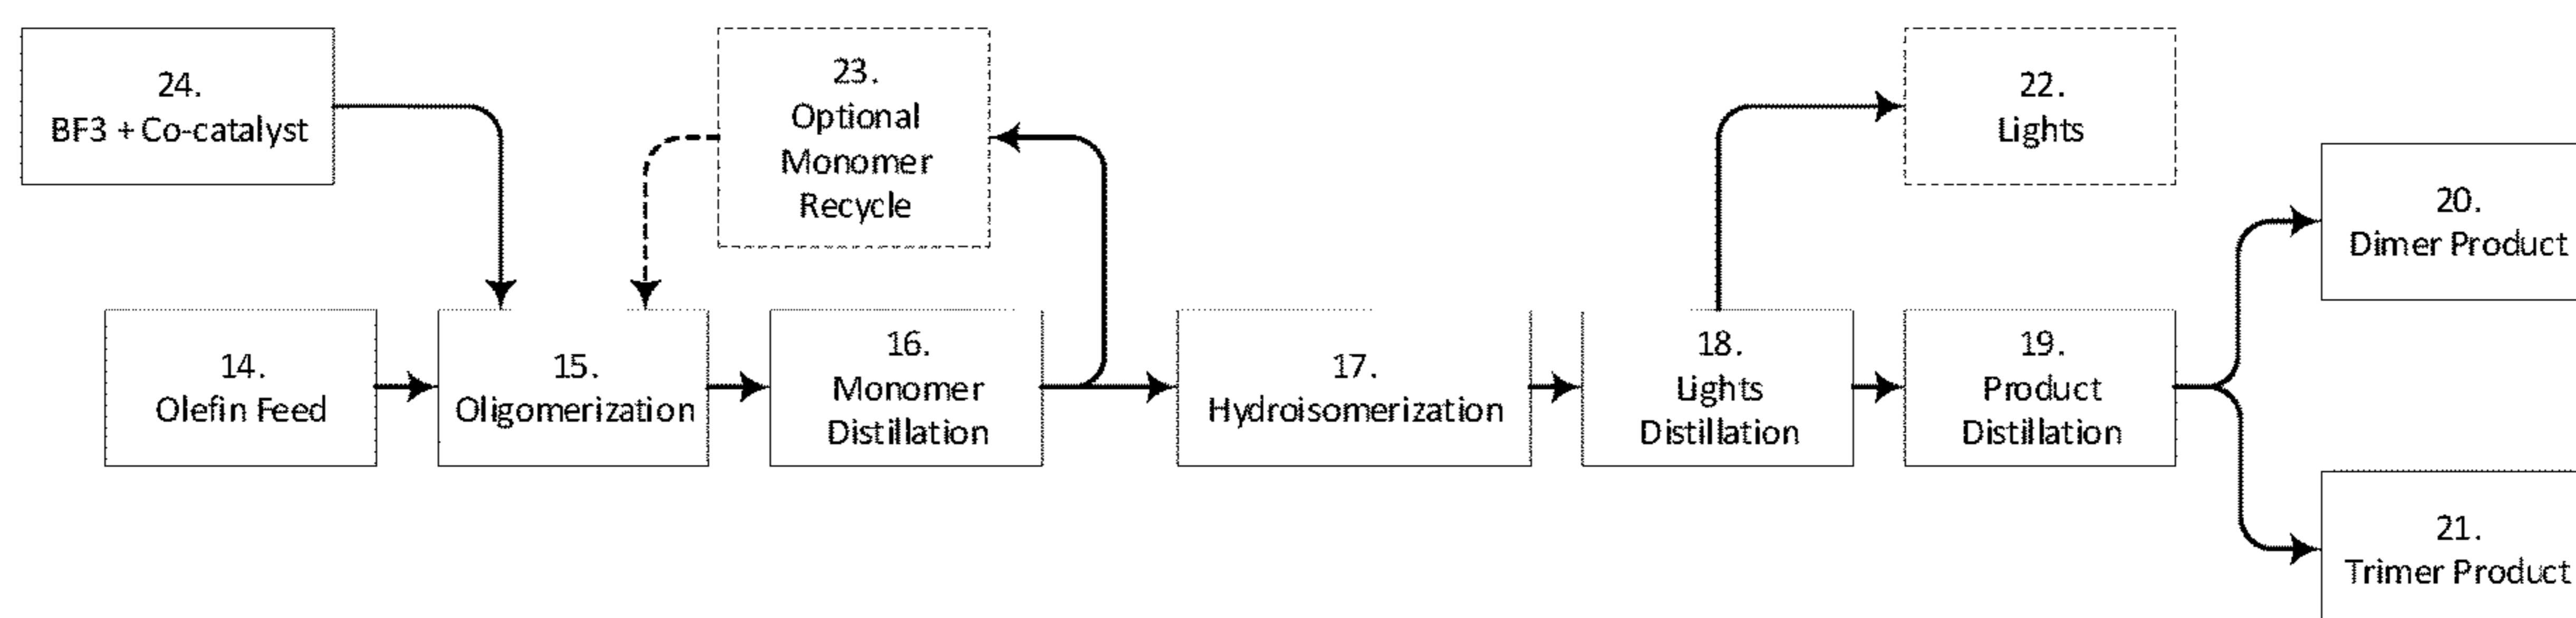 24.
BF3 + Co-catalyst
23.
Optional
Monomer
Recycle
22.
Lights
20.
Dimer Product
14.
Olefin Feed
15.
Oligomerization
16.
Monomer
Distillation
17.
Hydroisomerization
18.
Lights
Distillation
19.
Product
Distillation
21.
Trimer Product